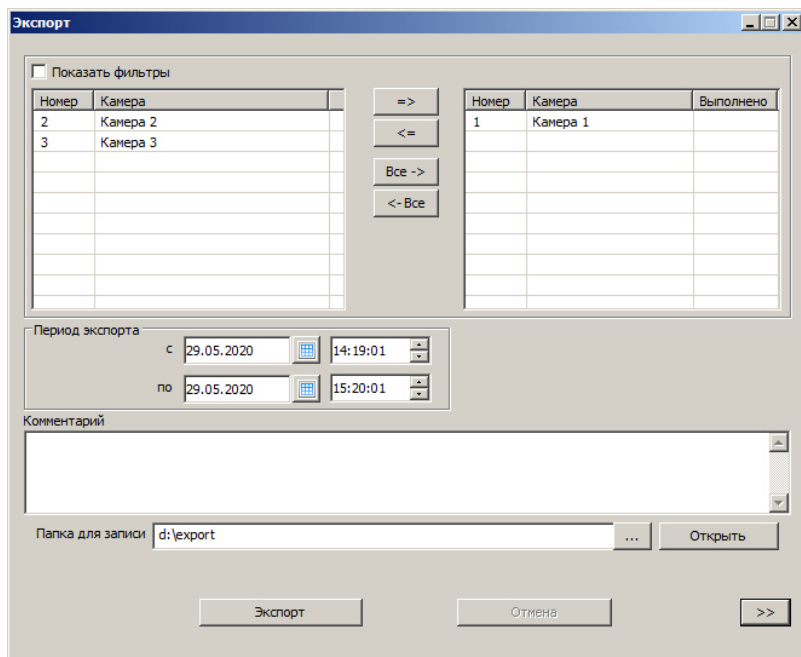 Экспорт
Показать фильтры
Номер Камера
2 Камера 2
3 Камера 3
=>
<=
Все ->
<- Все
Номер Камера Выполнено
1 Камера 1
Период экспорта
с 29.05.2020 14:19:01
по 29.05.2020 15:20:01
Комментарий
Папка для записи d:\export ... Открыть
Экспорт Отмена >>